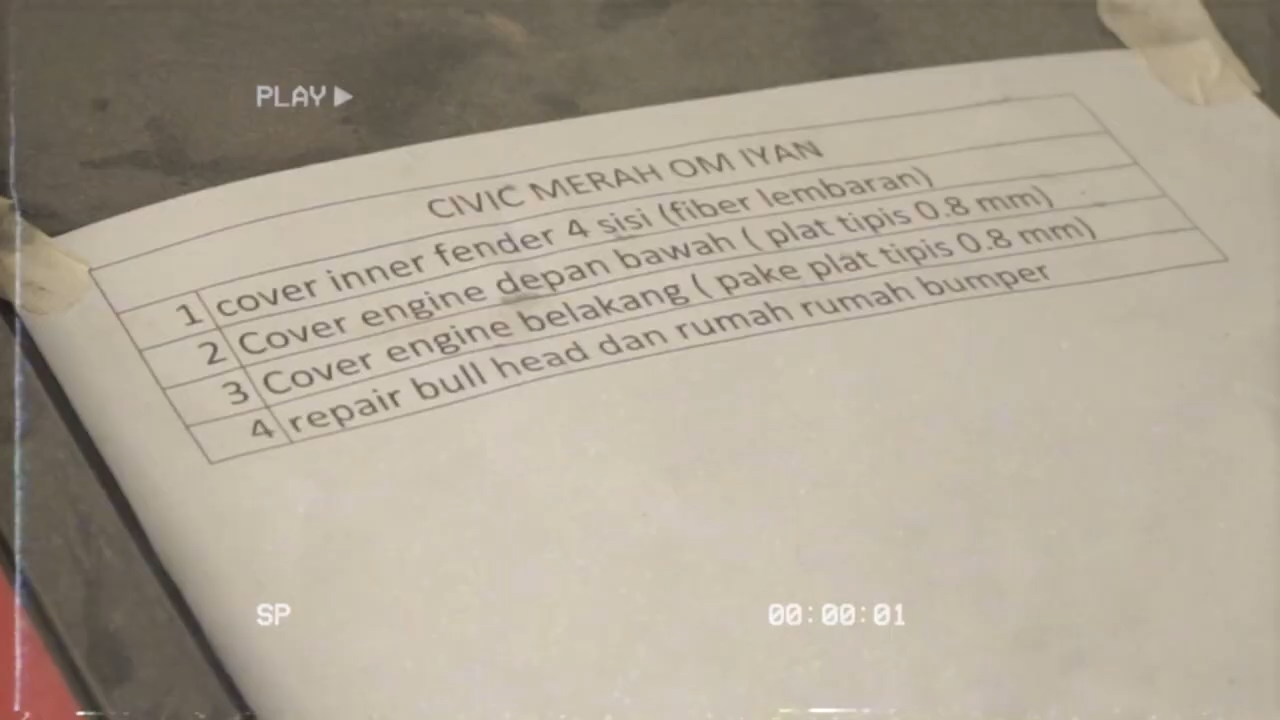 PLAY
CIVIC MERAH OM IYAN
1 cover inner fender 4 sisi (fiber lembaran)
2 Cover engine depan bawah ( plat tipis 0.8 mm)
3 Cover engine belakang ( pake plat tipis 0.8 mm)
4 repair bull head dan rumah rumah bumper
SP 00:00:01